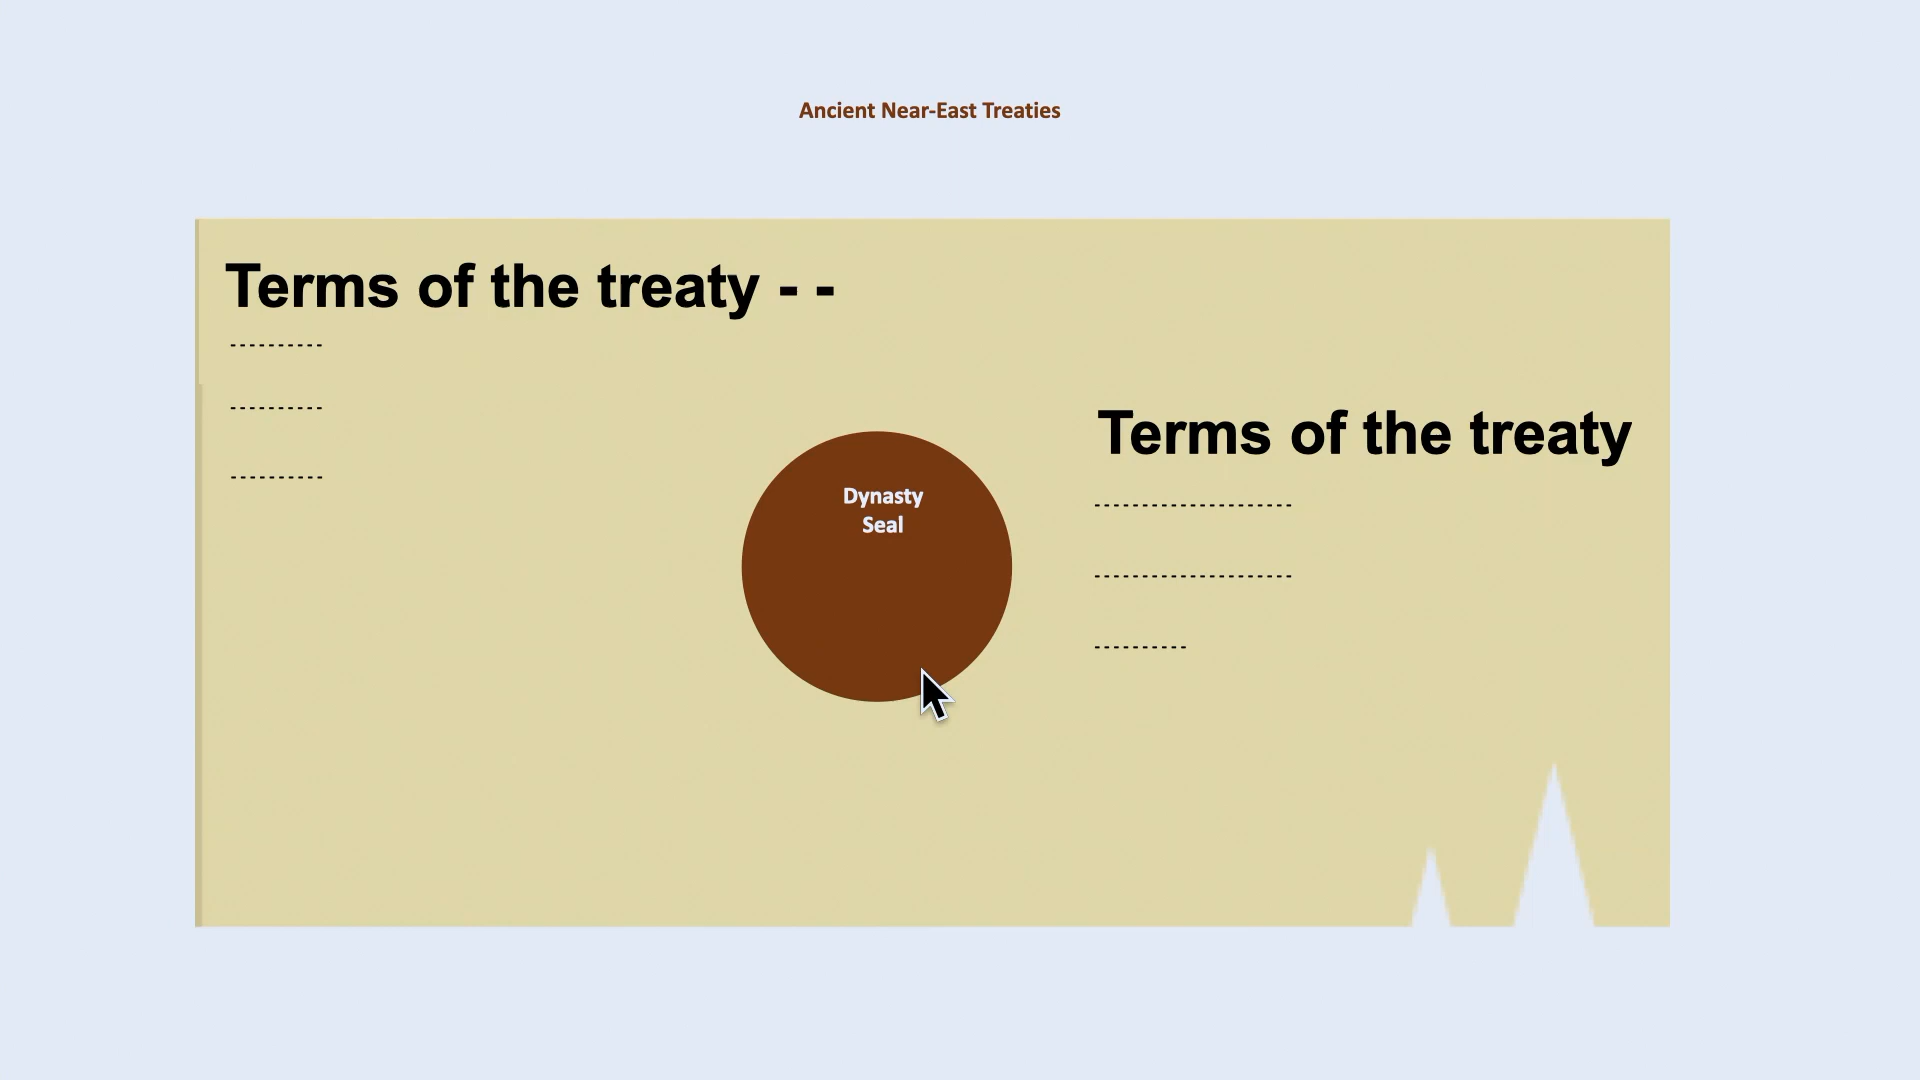 Ancient Near-East Treaties
Terms of the treaty - -
----------
----------
----------
Dynasty
Seal
Terms of the treaty
---------------------
---------------------
----------